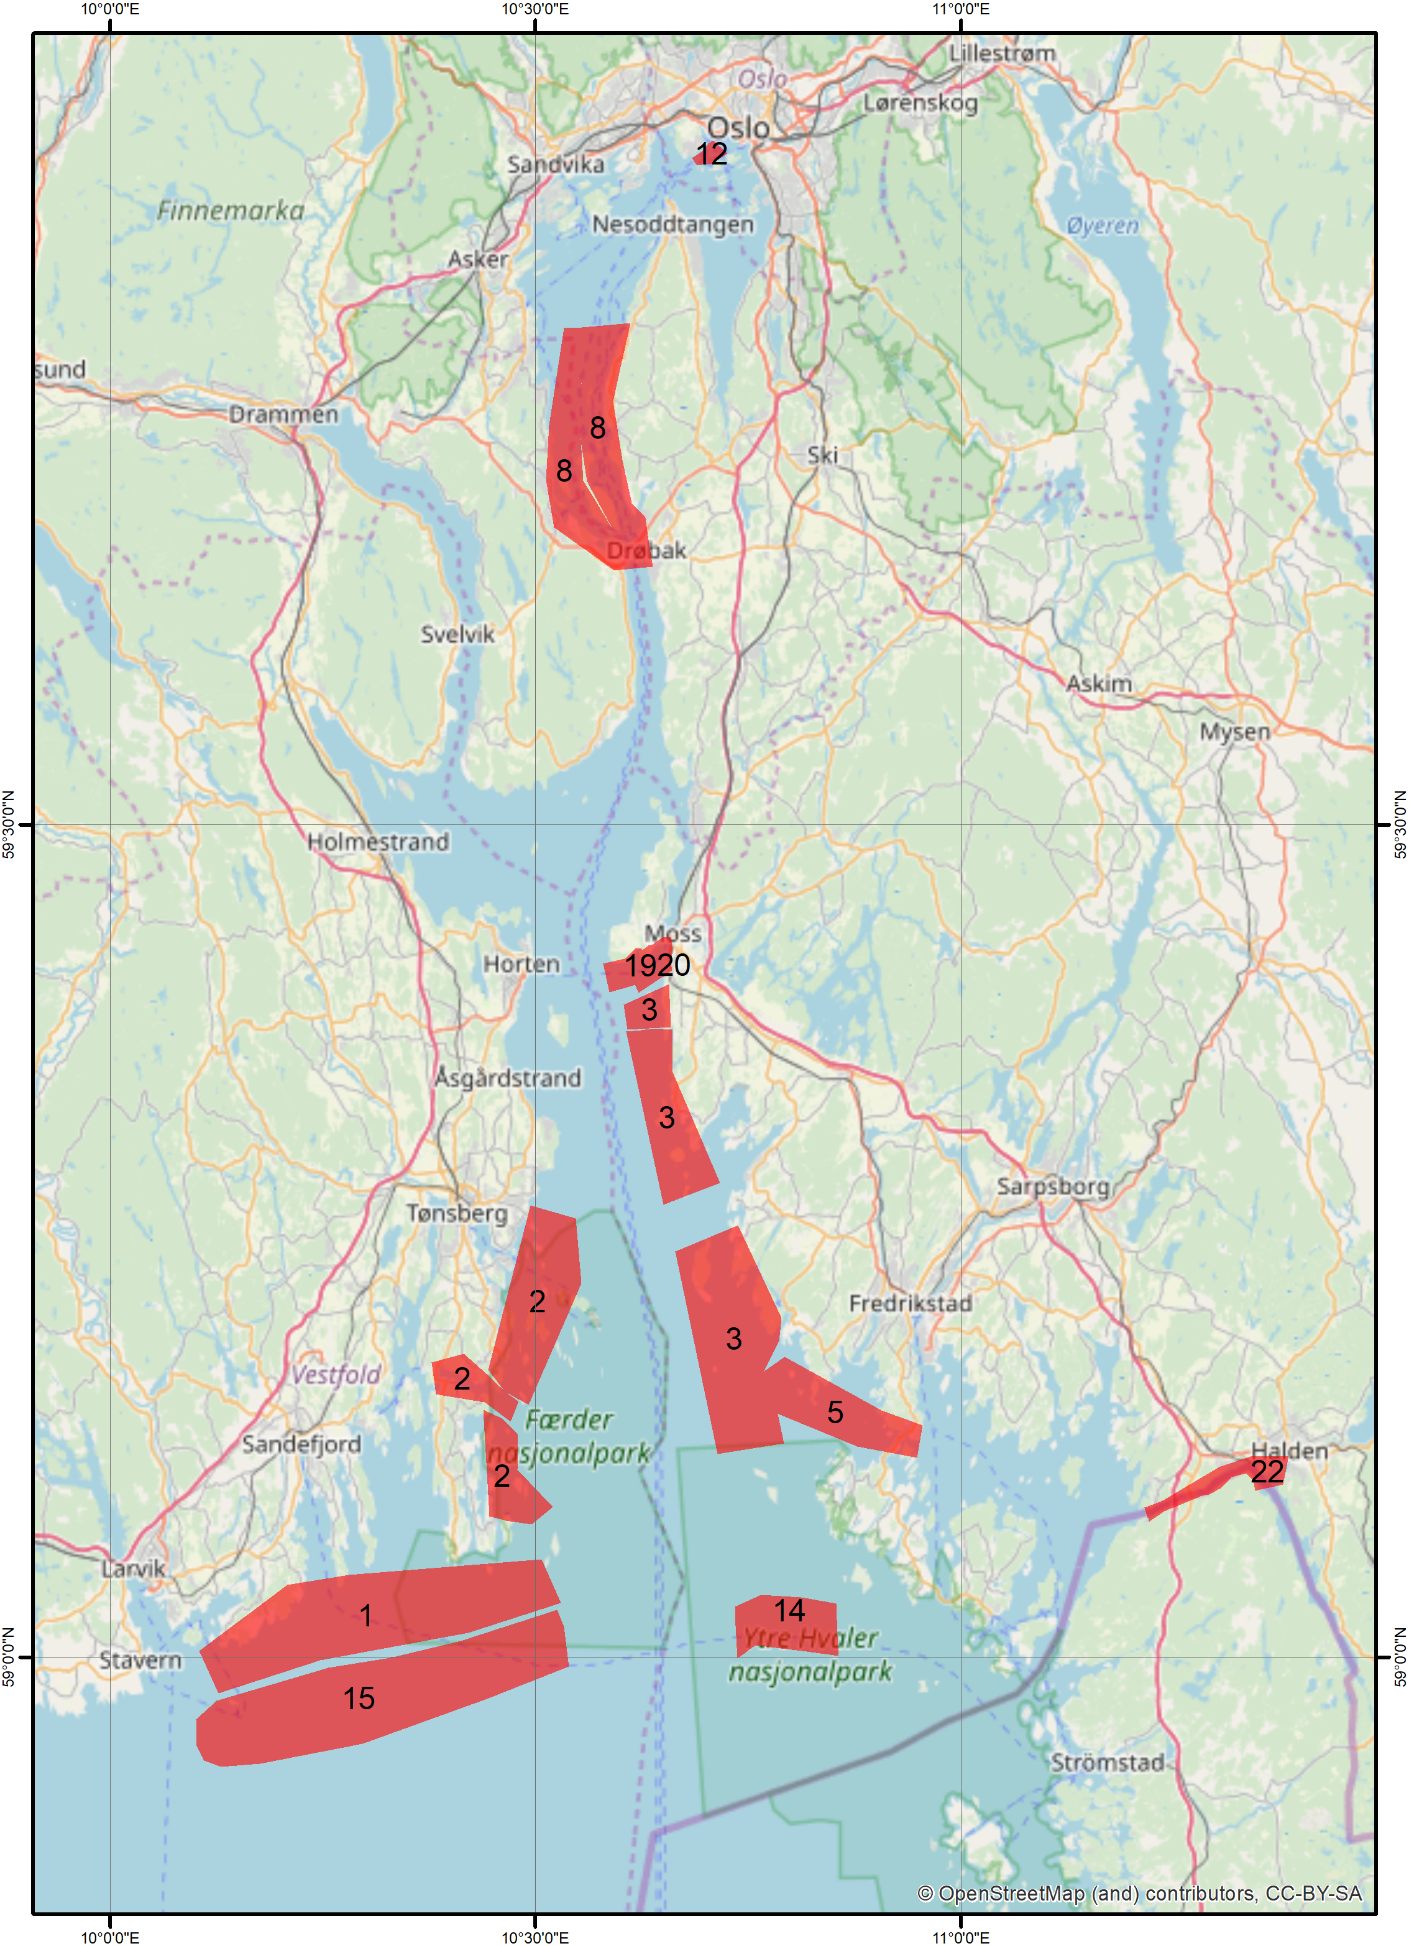 10°0'0"E
10°30'0"E
11°0'0"E
Lillestrøm
Oslo
Lørenskog
Oslo
12
Sandvika
Finnemarka
Nesoddtangen
Øyeren
Asker
sund
Drammen
8
Ski
8
Drøbak
Svelvik
Askim
Mysen
59°30'0"N
59°30'0"N
Holmestrand
Moss
Horten
1920
3
Åsgårdstrand
3
Sarpsborg
Tønsberg
2
Fredrikstad
3
Vestfold
2
5
Færder
nasjonalpark
Sandefjord
Halden
2
22
Larvik
1
14
Ytre Hvaler
nasjonalpark
Stavern
59°0'0"N
59°0'0"N
15
Strömstad
© OpenStreetMap (and) contributors, CC-BY-SA
10°0'0"E
10°30'0"E
11°0'0"E